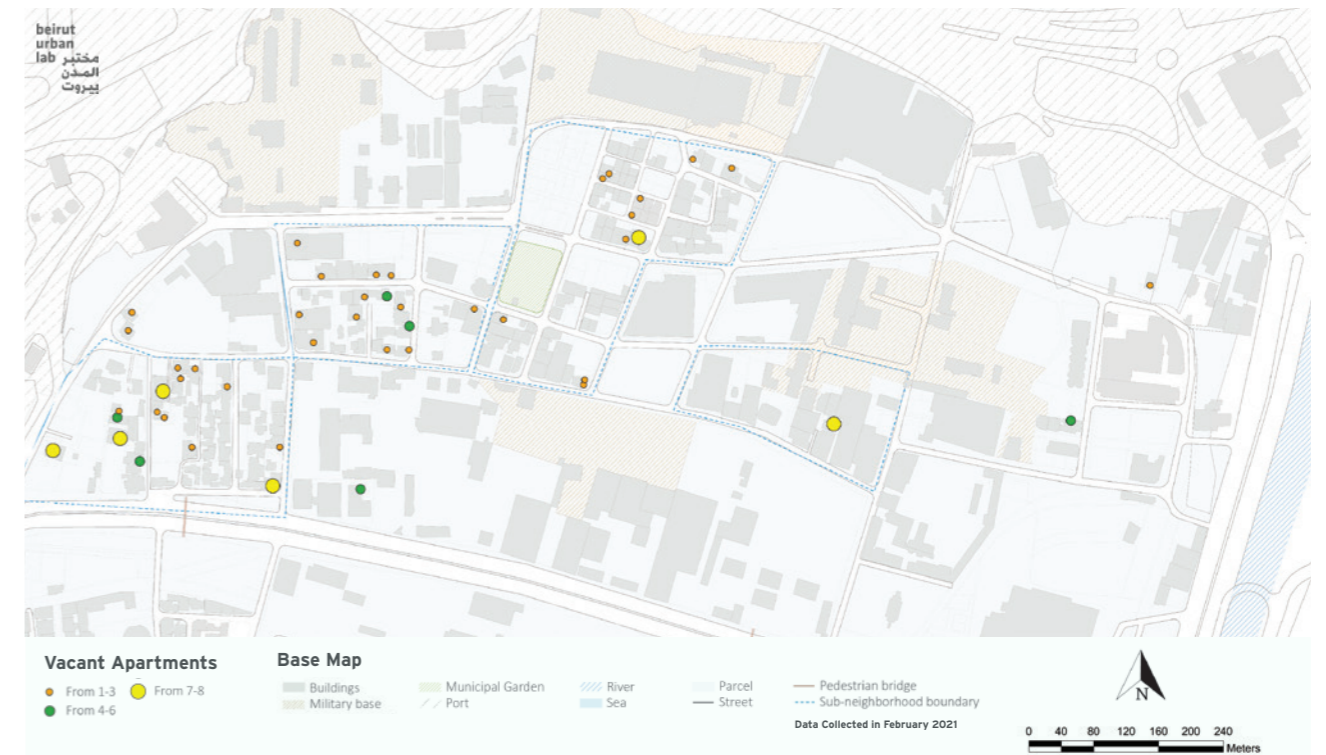 beirut
urban
lab مختبر
المدن
بيروت
Vacant Apartments
From 1-3
From 7-8
From 4-6
Base Map
Buildings
Military base
Municipal Garden
Port
River
Sea
Parcel
Street
Pedestrian bridge
Sub-neighborhood boundary
Data Collected in February 2021
N
0 40 80 120 160 200 240
Meters